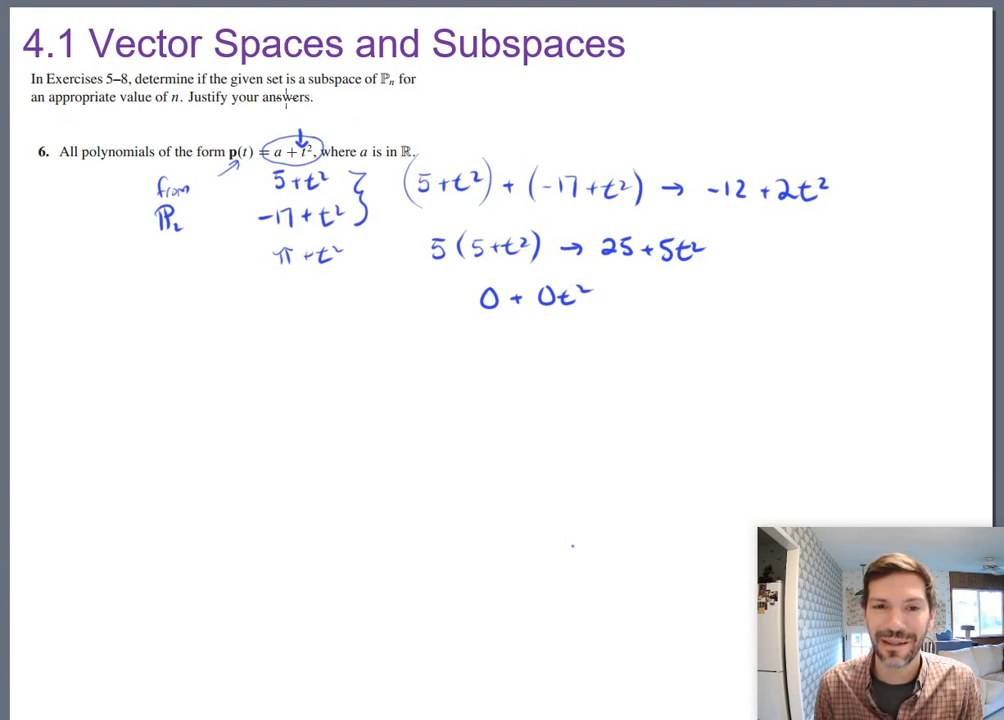 4.1 Vector Spaces and Subspaces
In Exercises 5–8, determine if the given set is a subspace of ℙₙ for
an appropriate value of n. Justify your answers.
6. All polynomials of the form p(t) = a + t², where a is in ℝ.
from
ℙ₂
5+t²
-17+t²
π+t²
(5+t²) + (-17+t²) → -12 + 2t²
5(5+t²) → 25+5t²
0 + 0t²